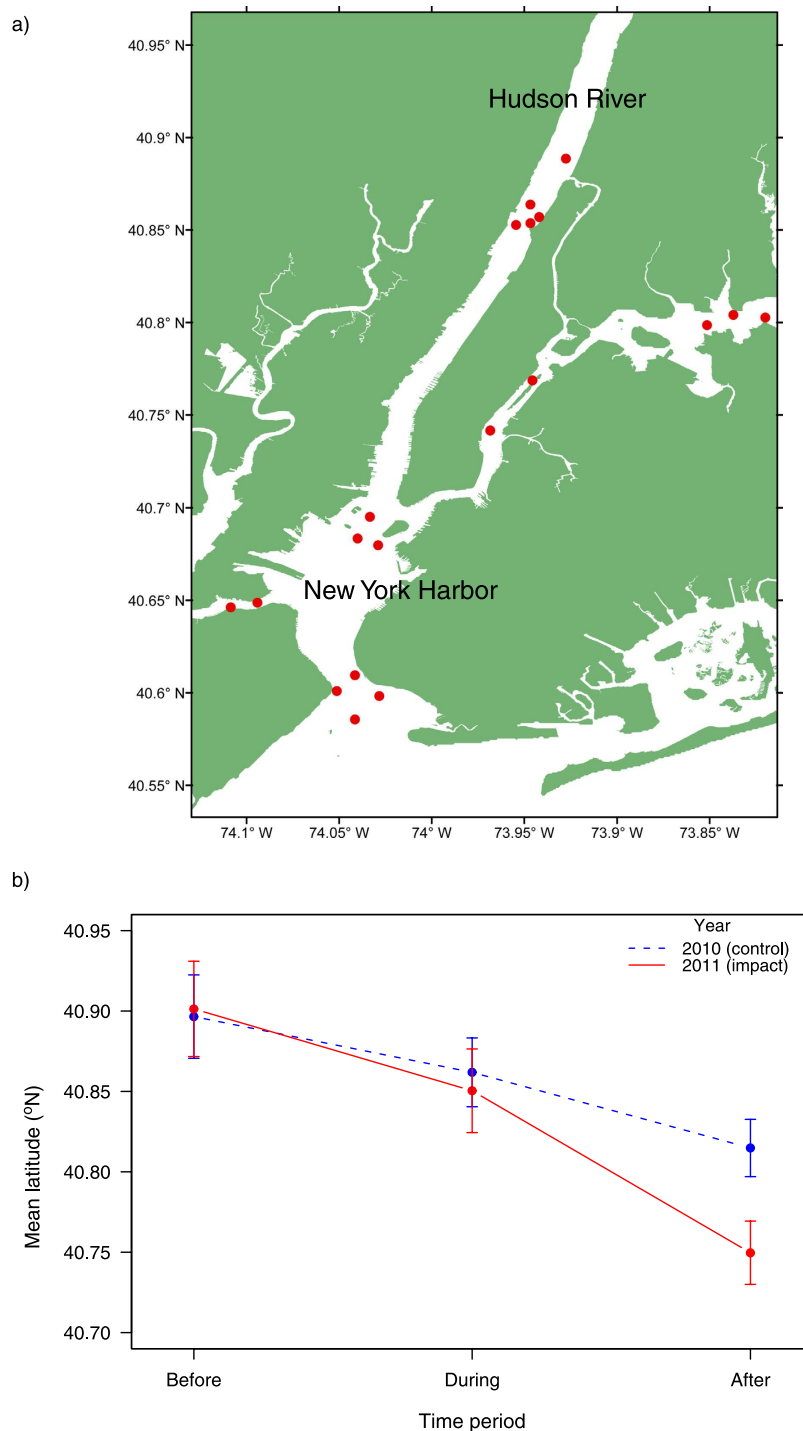 a)
40.95° N
Hudson River
40.9° N
40.85° N
40.8° N
40.75° N
40.7° N
New York Harbor
40.65° N
40.6° N
40.55° N
74.1° W 74.05° W 74° W 73.95° W 73.9° W 73.85° W
b)
Year
2010 (control)
2011 (impact)
40.95
40.90
40.85
40.80
40.75
40.70
Mean latitude (°N)
Before During After
Time period